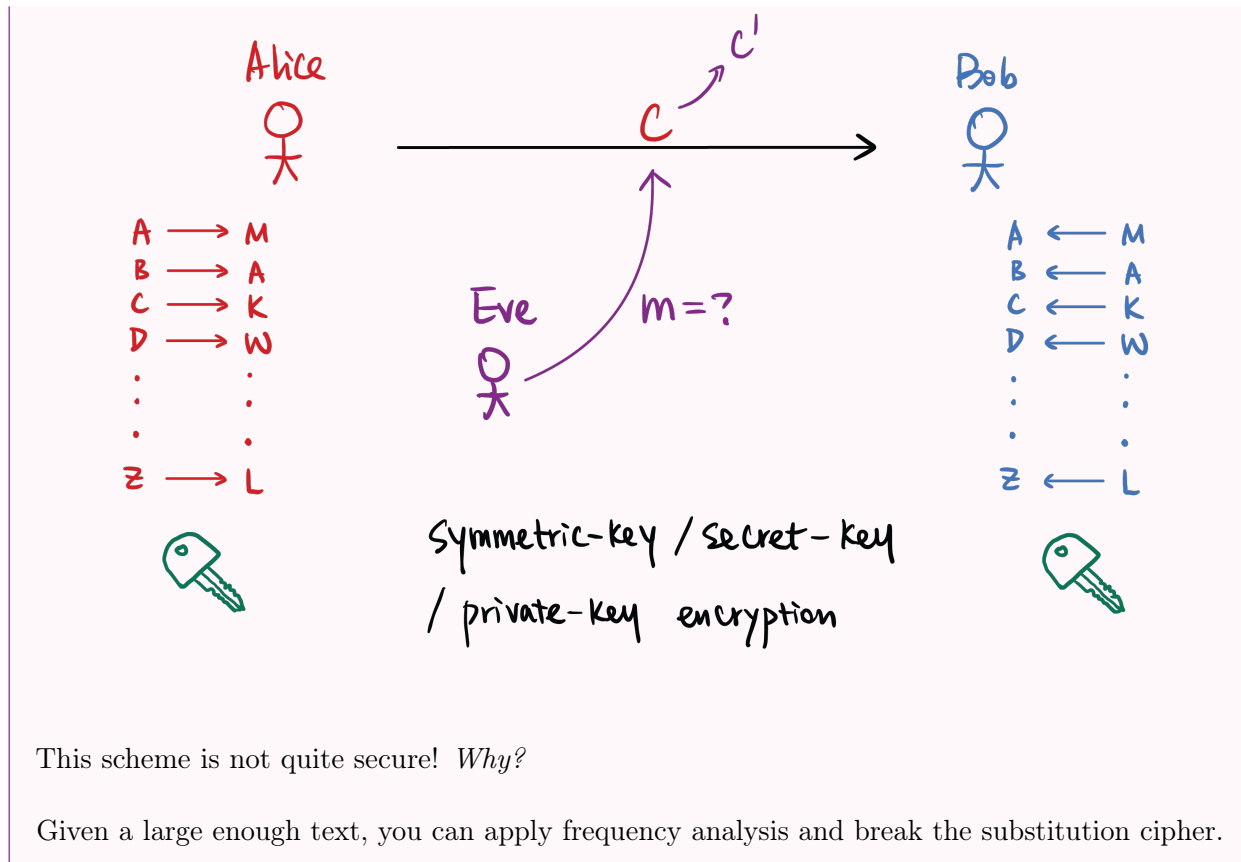 C'
Alice
Bob
C
A → M
A ← M
B → A
B ← A
C → K
C ← K
Eve
m=?
D → W
D ← W
Z → L
Z ← L
symmetric-key / secret-key
/ private-key encryption
This scheme is not quite secure! Why?
Given a large enough text, you can apply frequency analysis and break the substitution cipher.